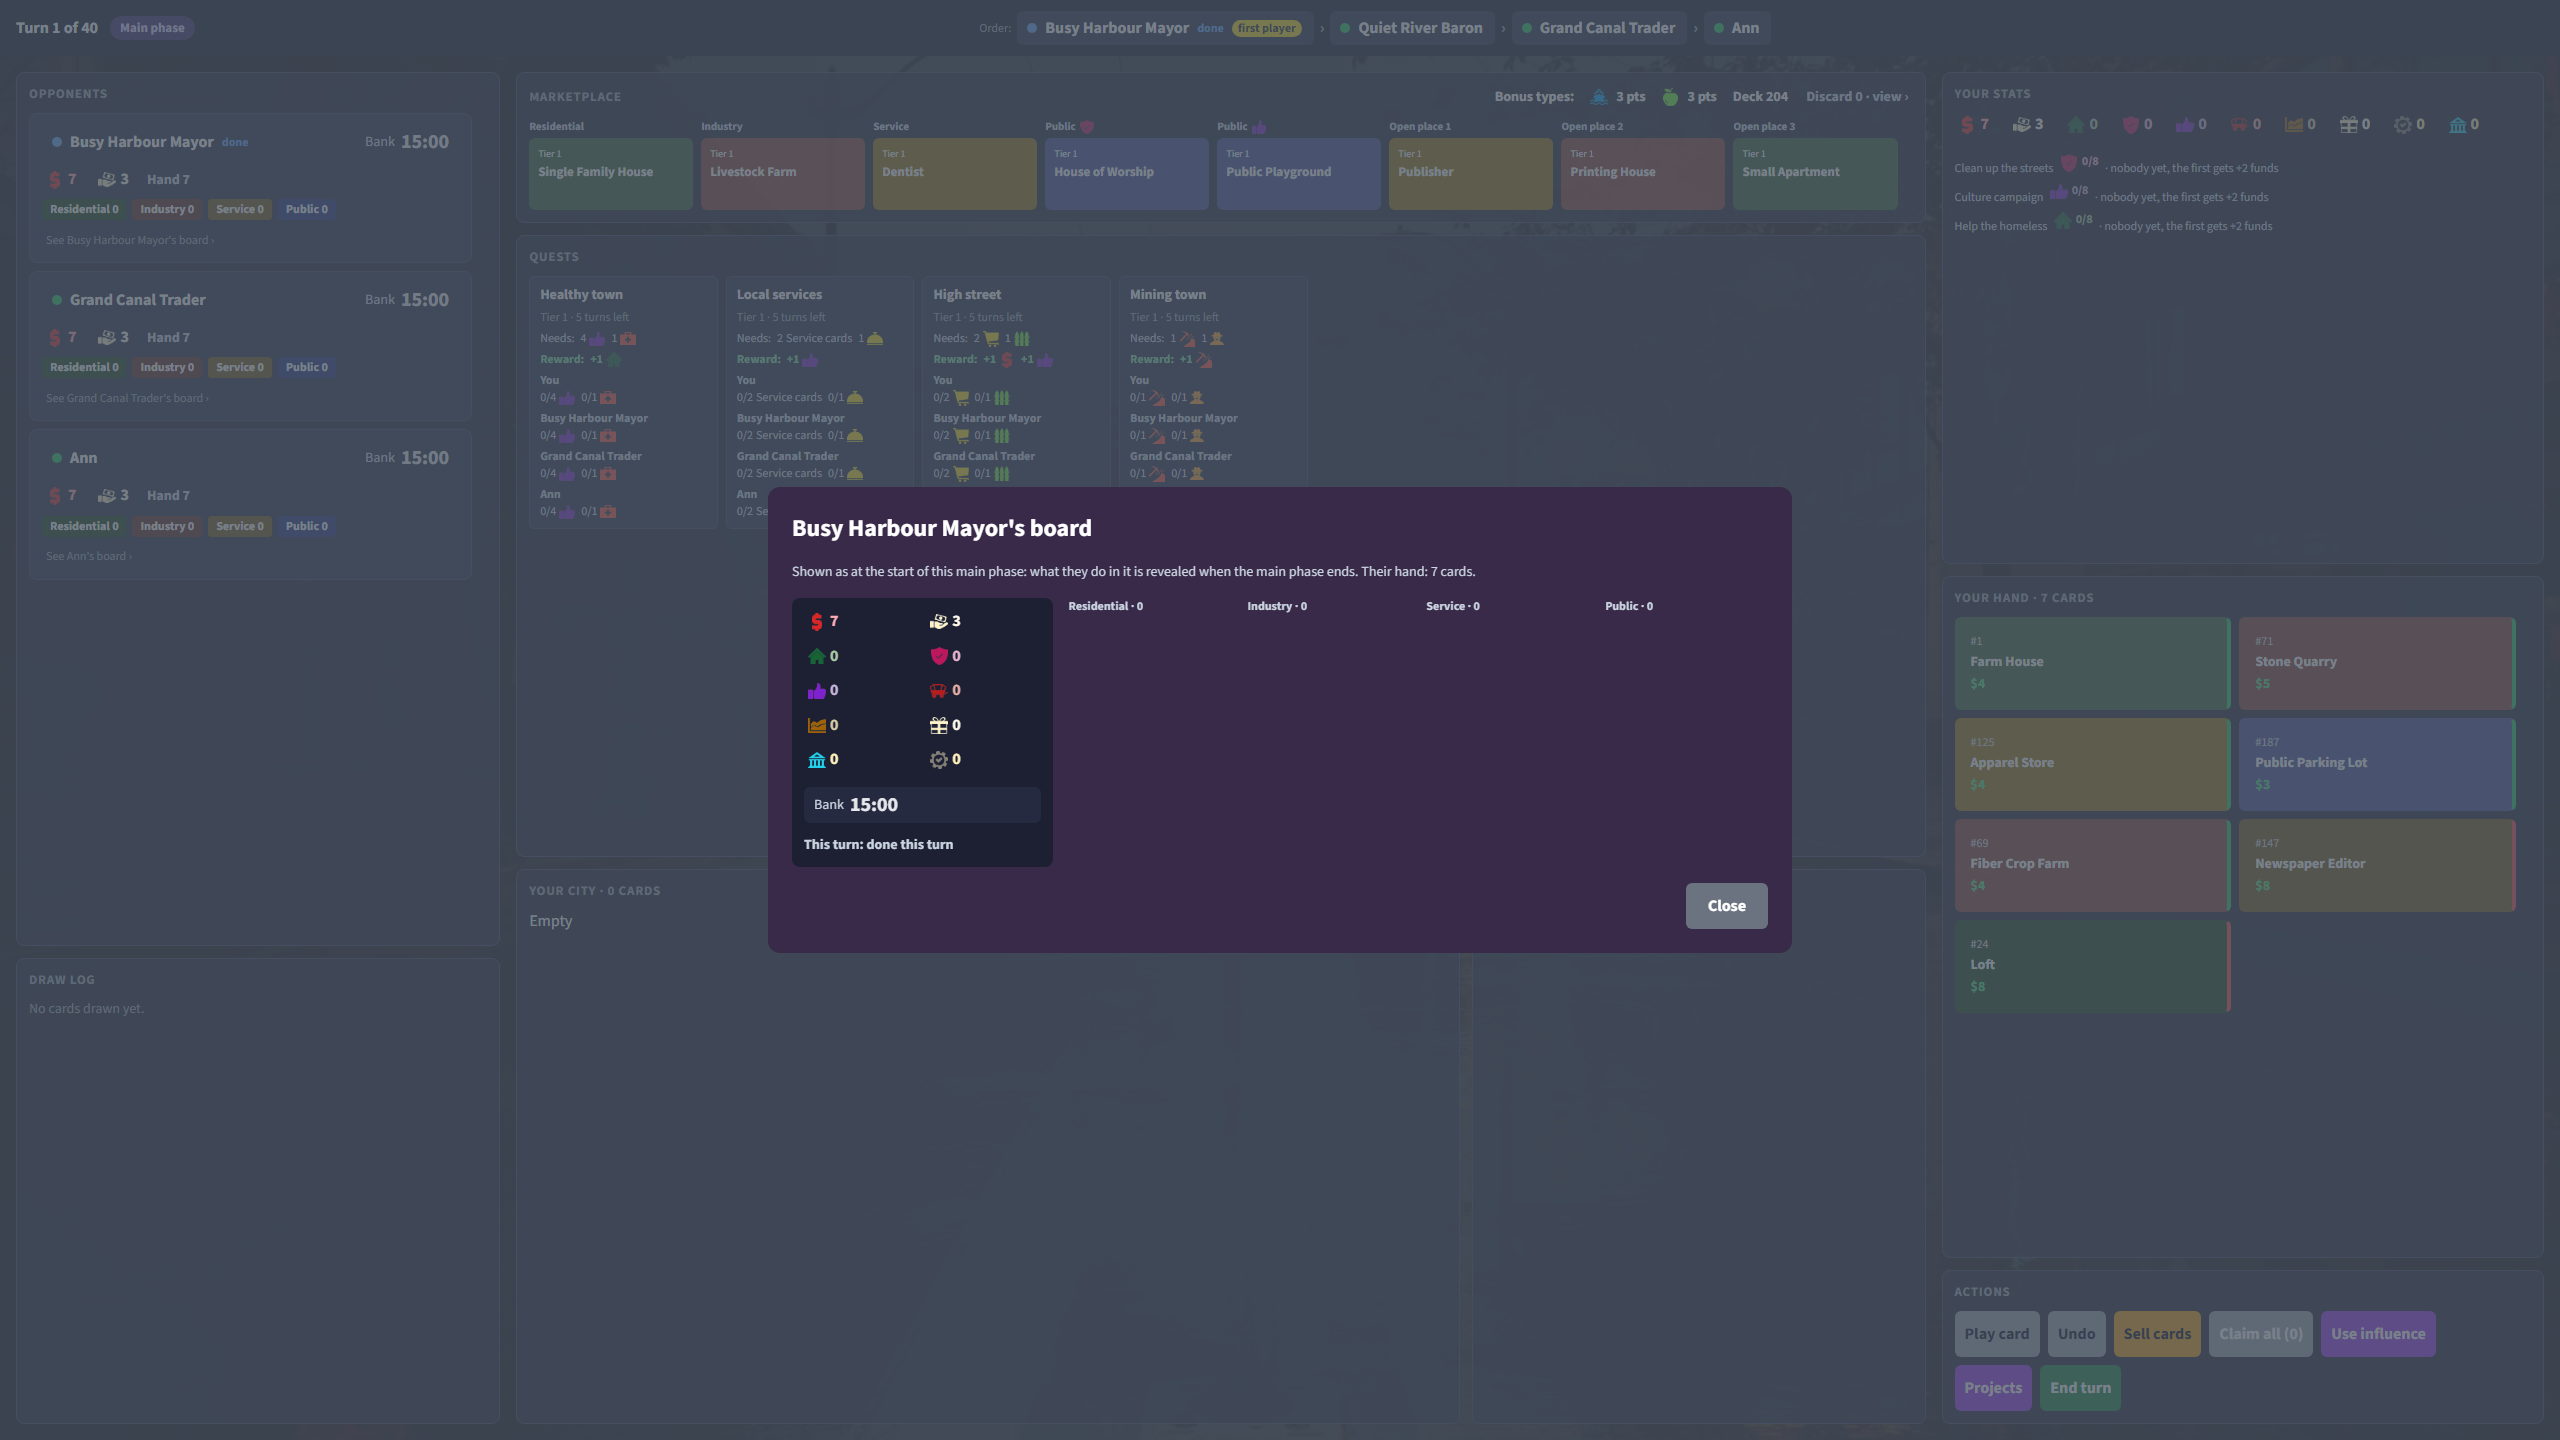 Turn 1 of 40 Main phase
Order: Busy Harbour Mayor done first player › Quiet River Baron › Grand Canal Trader › Ann
OPPONENTS
Busy Harbour Mayor done Bank 15:00
7 3 Hand 7
Residential 0 Industry 0 Service 0 Public 0
See Busy Harbour Mayor's board ›
Grand Canal Trader Bank 15:00
7 3 Hand 7
Residential 0 Industry 0 Service 0 Public 0
See Grand Canal Trader's board ›
Ann Bank 15:00
7 3 Hand 7
Residential 0 Industry 0 Service 0 Public 0
See Ann's board ›
DRAW LOG
No cards drawn yet.
MARKETPLACE
Bonus types: 3 pts 3 pts Deck 204 Discard 0 · view ›
Residential Industry Service Public Public Open place 1 Open place 2 Open place 3
Tier 1 Tier 1 Tier 1 Tier 1 Tier 1 Tier 1 Tier 1 Tier 1
Single Family House Livestock Farm Dentist House of Worship Public Playground Publisher Printing House Small Apartment
QUESTS
Healthy town
Tier 1 · 5 turns left
Needs: 4 1
Reward: +1
You
0/4 0/1
Busy Harbour Mayor
0/4 0/1
Grand Canal Trader
0/4 0/1
Ann
0/4 0/1
Local services
Tier 1 · 5 turns left
Needs: 2 Service cards 1
Reward: +1
You
0/2 Service cards 0/1
Busy Harbour Mayor
0/2 Service cards 0/1
Grand Canal Trader
0/2 Service cards 0/1
Ann
0/2 Se
High street
Tier 1 · 5 turns left
Needs: 2 1
Reward: +1 +1
You
0/2 0/1
Busy Harbour Mayor
0/2 0/1
Grand Canal Trader
0/2 0/1
Mining town
Tier 1 · 5 turns left
Needs: 1 1
Reward: +1
You
0/1 0/1
Busy Harbour Mayor
0/1 0/1
Grand Canal Trader
0/1 0/1
Busy Harbour Mayor's board
Shown as at the start of this main phase: what they do in it is revealed when the main phase ends. Their hand: 7 cards.
7 3
0 0
0 0
0 0
0 0
Bank 15:00
This turn: done this turn
Residential · 0 Industry · 0 Service · 0 Public · 0
Close
YOUR CITY · 0 CARDS
Empty
YOUR STATS
7 3 0 0 0 0 0 0 0 0
Clean up the streets 0/8 · nobody yet, the first gets +2 funds
Culture campaign 0/8 · nobody yet, the first gets +2 funds
Help the homeless 0/8 · nobody yet, the first gets +2 funds
YOUR HAND · 7 CARDS
#1
Farm House
$4
#71
Stone Quarry
$5
#125
Apparel Store
$4
#187
Public Parking Lot
$3
#69
Fiber Crop Farm
$4
#147
Newspaper Editor
$8
#24
Loft
$8
ACTIONS
Play card Undo Sell cards Claim all (0) Use influence
Projects End turn